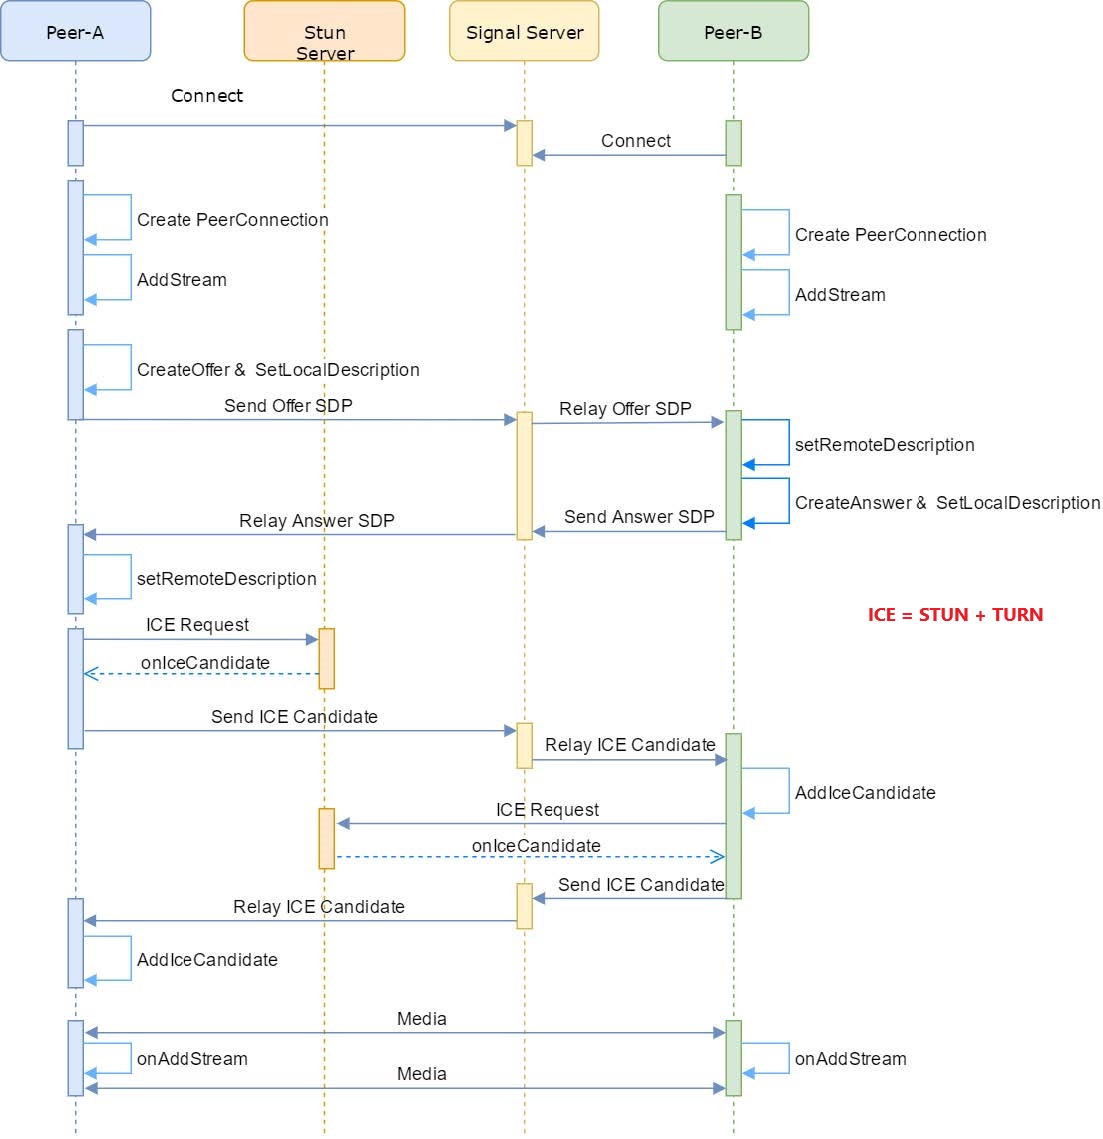 Peer-A
Stun
Server
Signal Server
Peer-B
Connect
Connect
Create PeerConnection
Create PeerConnection
AddStream
AddStream
CreateOffer & SetLocalDescription
Send Offer SDP
Relay Offer SDP
setRemoteDescription
CreateAnswer & SetLocalDescription
Send Answer SDP
Relay Answer SDP
setRemoteDescription
ICE = STUN + TURN
ICE Request
onIceCandidate
Send ICE Candidate
Relay ICE Candidate
AddIceCandidate
ICE Request
onIceCandidate
Send ICE Candidate
Relay ICE Candidate
AddIceCandidate
Media
onAddStream
onAddStream
Media